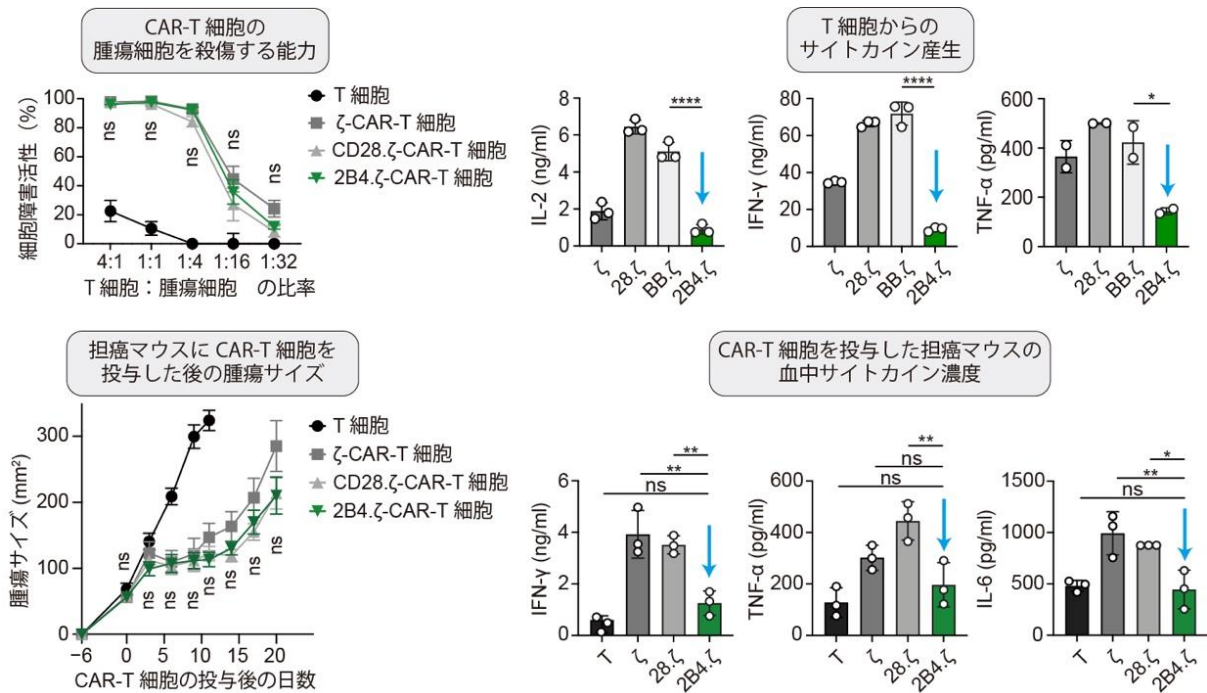 CAR-T 細胞の
腫瘍細胞を殺傷する能力
細胞障害活性（%）
100
80
60
40
20
0
ns
ns
ns
ns
ns
4:1
1:1
1:4
1:16
1:32
T 細胞：腫瘍細胞　の比率
T 細胞
ζ-CAR-T 細胞
CD28.ζ-CAR-T 細胞
2B4.ζ-CAR-T 細胞
T 細胞からの
サイトカイン産生
IL-2 (ng/ml)
8
6
4
2
0
****
ζ
28.ζ
BB.ζ
2B4.ζ
IFN-γ (ng/ml)
80
60
40
20
0
****
ζ
28.ζ
BB.ζ
2B4.ζ
TNF-α (pg/ml)
600
400
200
0
*
ζ
28.ζ
BB.ζ
2B4.ζ
担癌マウスに CAR-T 細胞を
投与した後の腫瘍サイズ
腫瘍サイズ (mm²)
300
200
100
0
ns
ns
ns
ns
ns
ns
ns
ns
−6
0
5
10
15
20
CAR-T 細胞の投与後の日数
T 細胞
ζ-CAR-T 細胞
CD28.ζ-CAR-T 細胞
2B4.ζ-CAR-T 細胞
CAR-T 細胞を投与した担癌マウスの
血中サイトカイン濃度
IFN-γ (ng/ml)
6
4
2
0
**
**
ns
T
ζ
28.ζ
2B4.ζ
TNF-α (pg/ml)
600
400
200
0
**
ns
ns
T
ζ
28.ζ
2B4.ζ
IL-6 (pg/ml)
1500
1000
500
0
*
**
ns
T
ζ
28.ζ
2B4.ζ